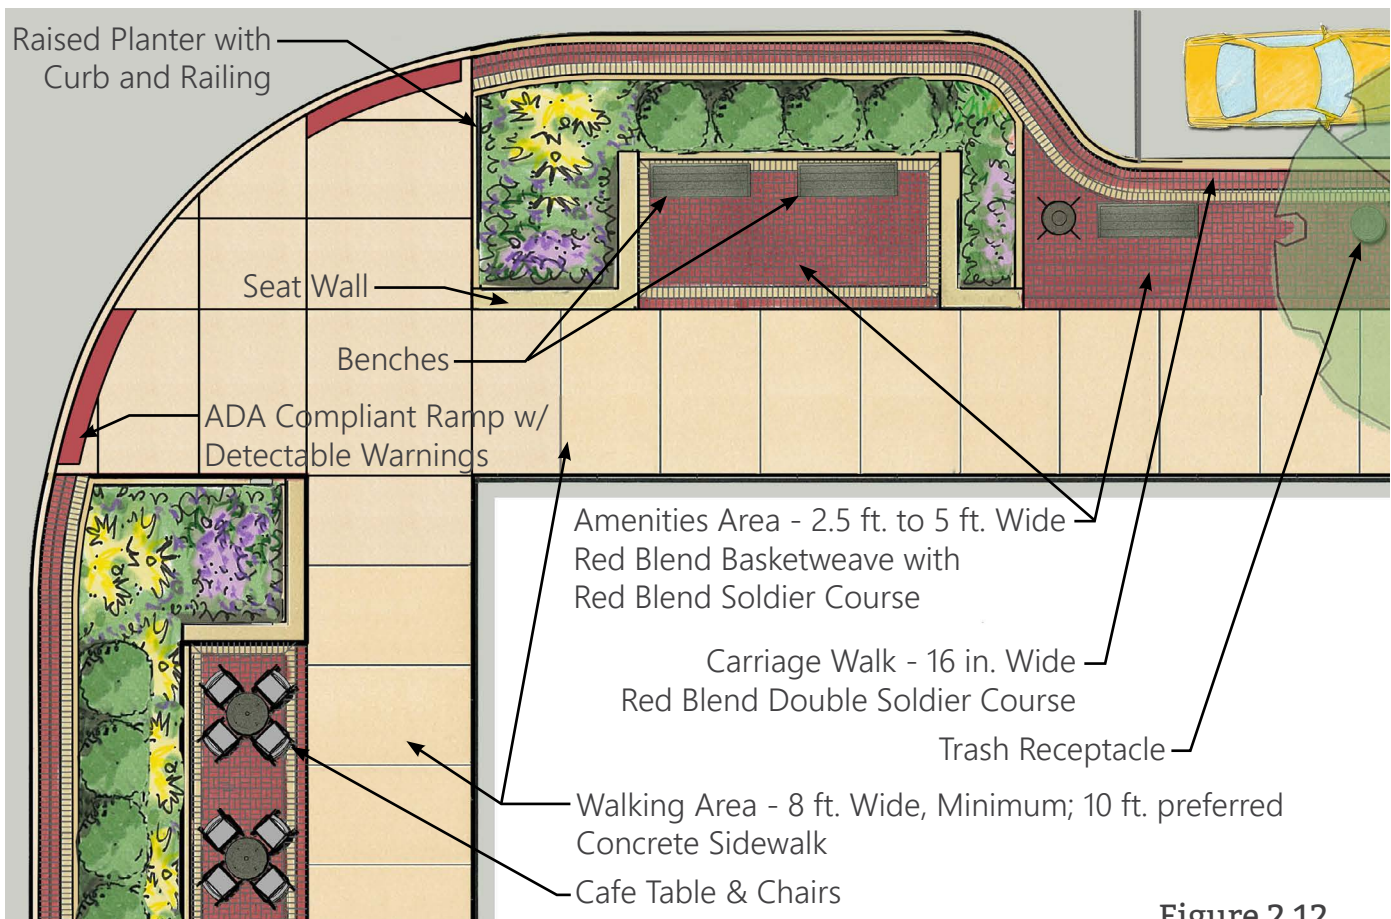 Raised Planter with
Curb and Railing
Seat Wall
Benches
ADA Compliant Ramp w/
Detectable Warnings
Amenities Area - 2.5 ft. to 5 ft. Wide
Red Blend Basketweave with
Red Blend Soldier Course
Carriage Walk - 16 in. Wide
Red Blend Double Soldier Course
Trash Receptacle
Walking Area - 8 ft. Wide, Minimum; 10 ft. preferred
Concrete Sidewalk
Cafe Table & Chairs
Figure 2.12